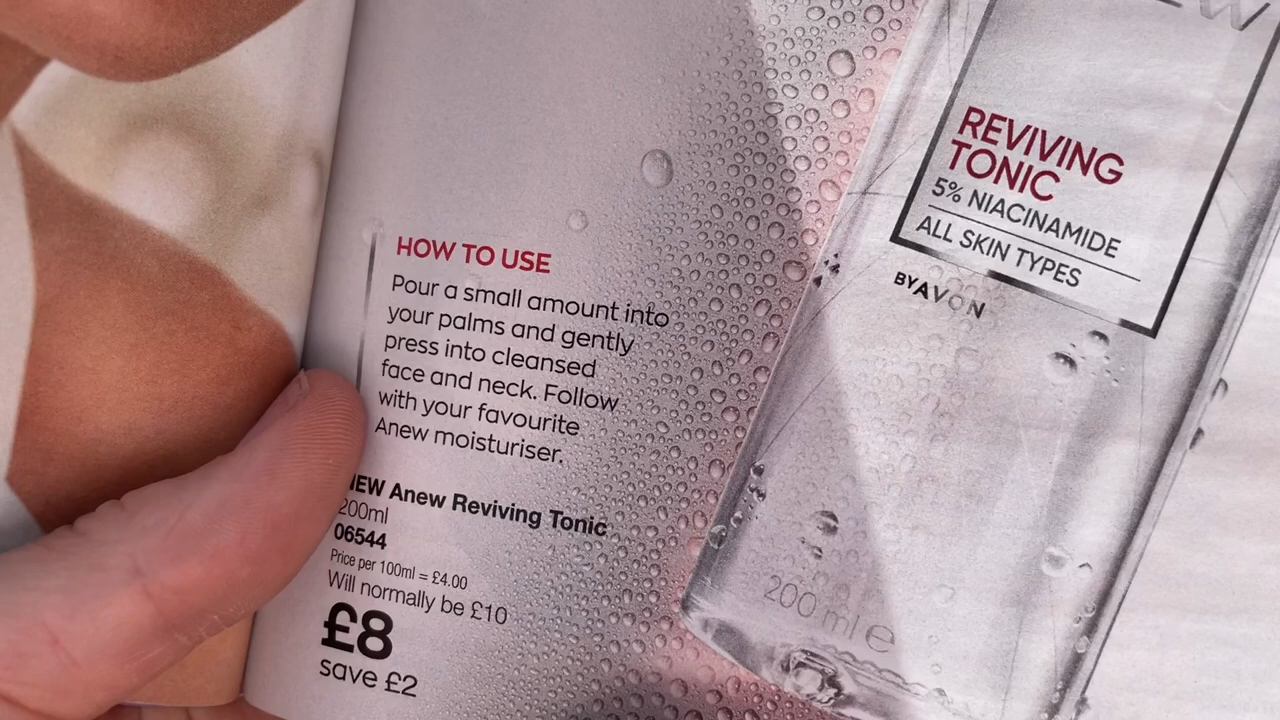 HOW TO USE
Pour a small amount into
your palms and gently
press into cleansed
face and neck. Follow
with your favourite
Anew moisturiser.
Anew Reviving Tonic
200ml
06544
Price per 100ml = £4.00
Will normally be £10
£8
save £2
REVIVING
TONIC
5% NIACINAMIDE
ALL SKIN TYPES
BY AVON
200 ml e